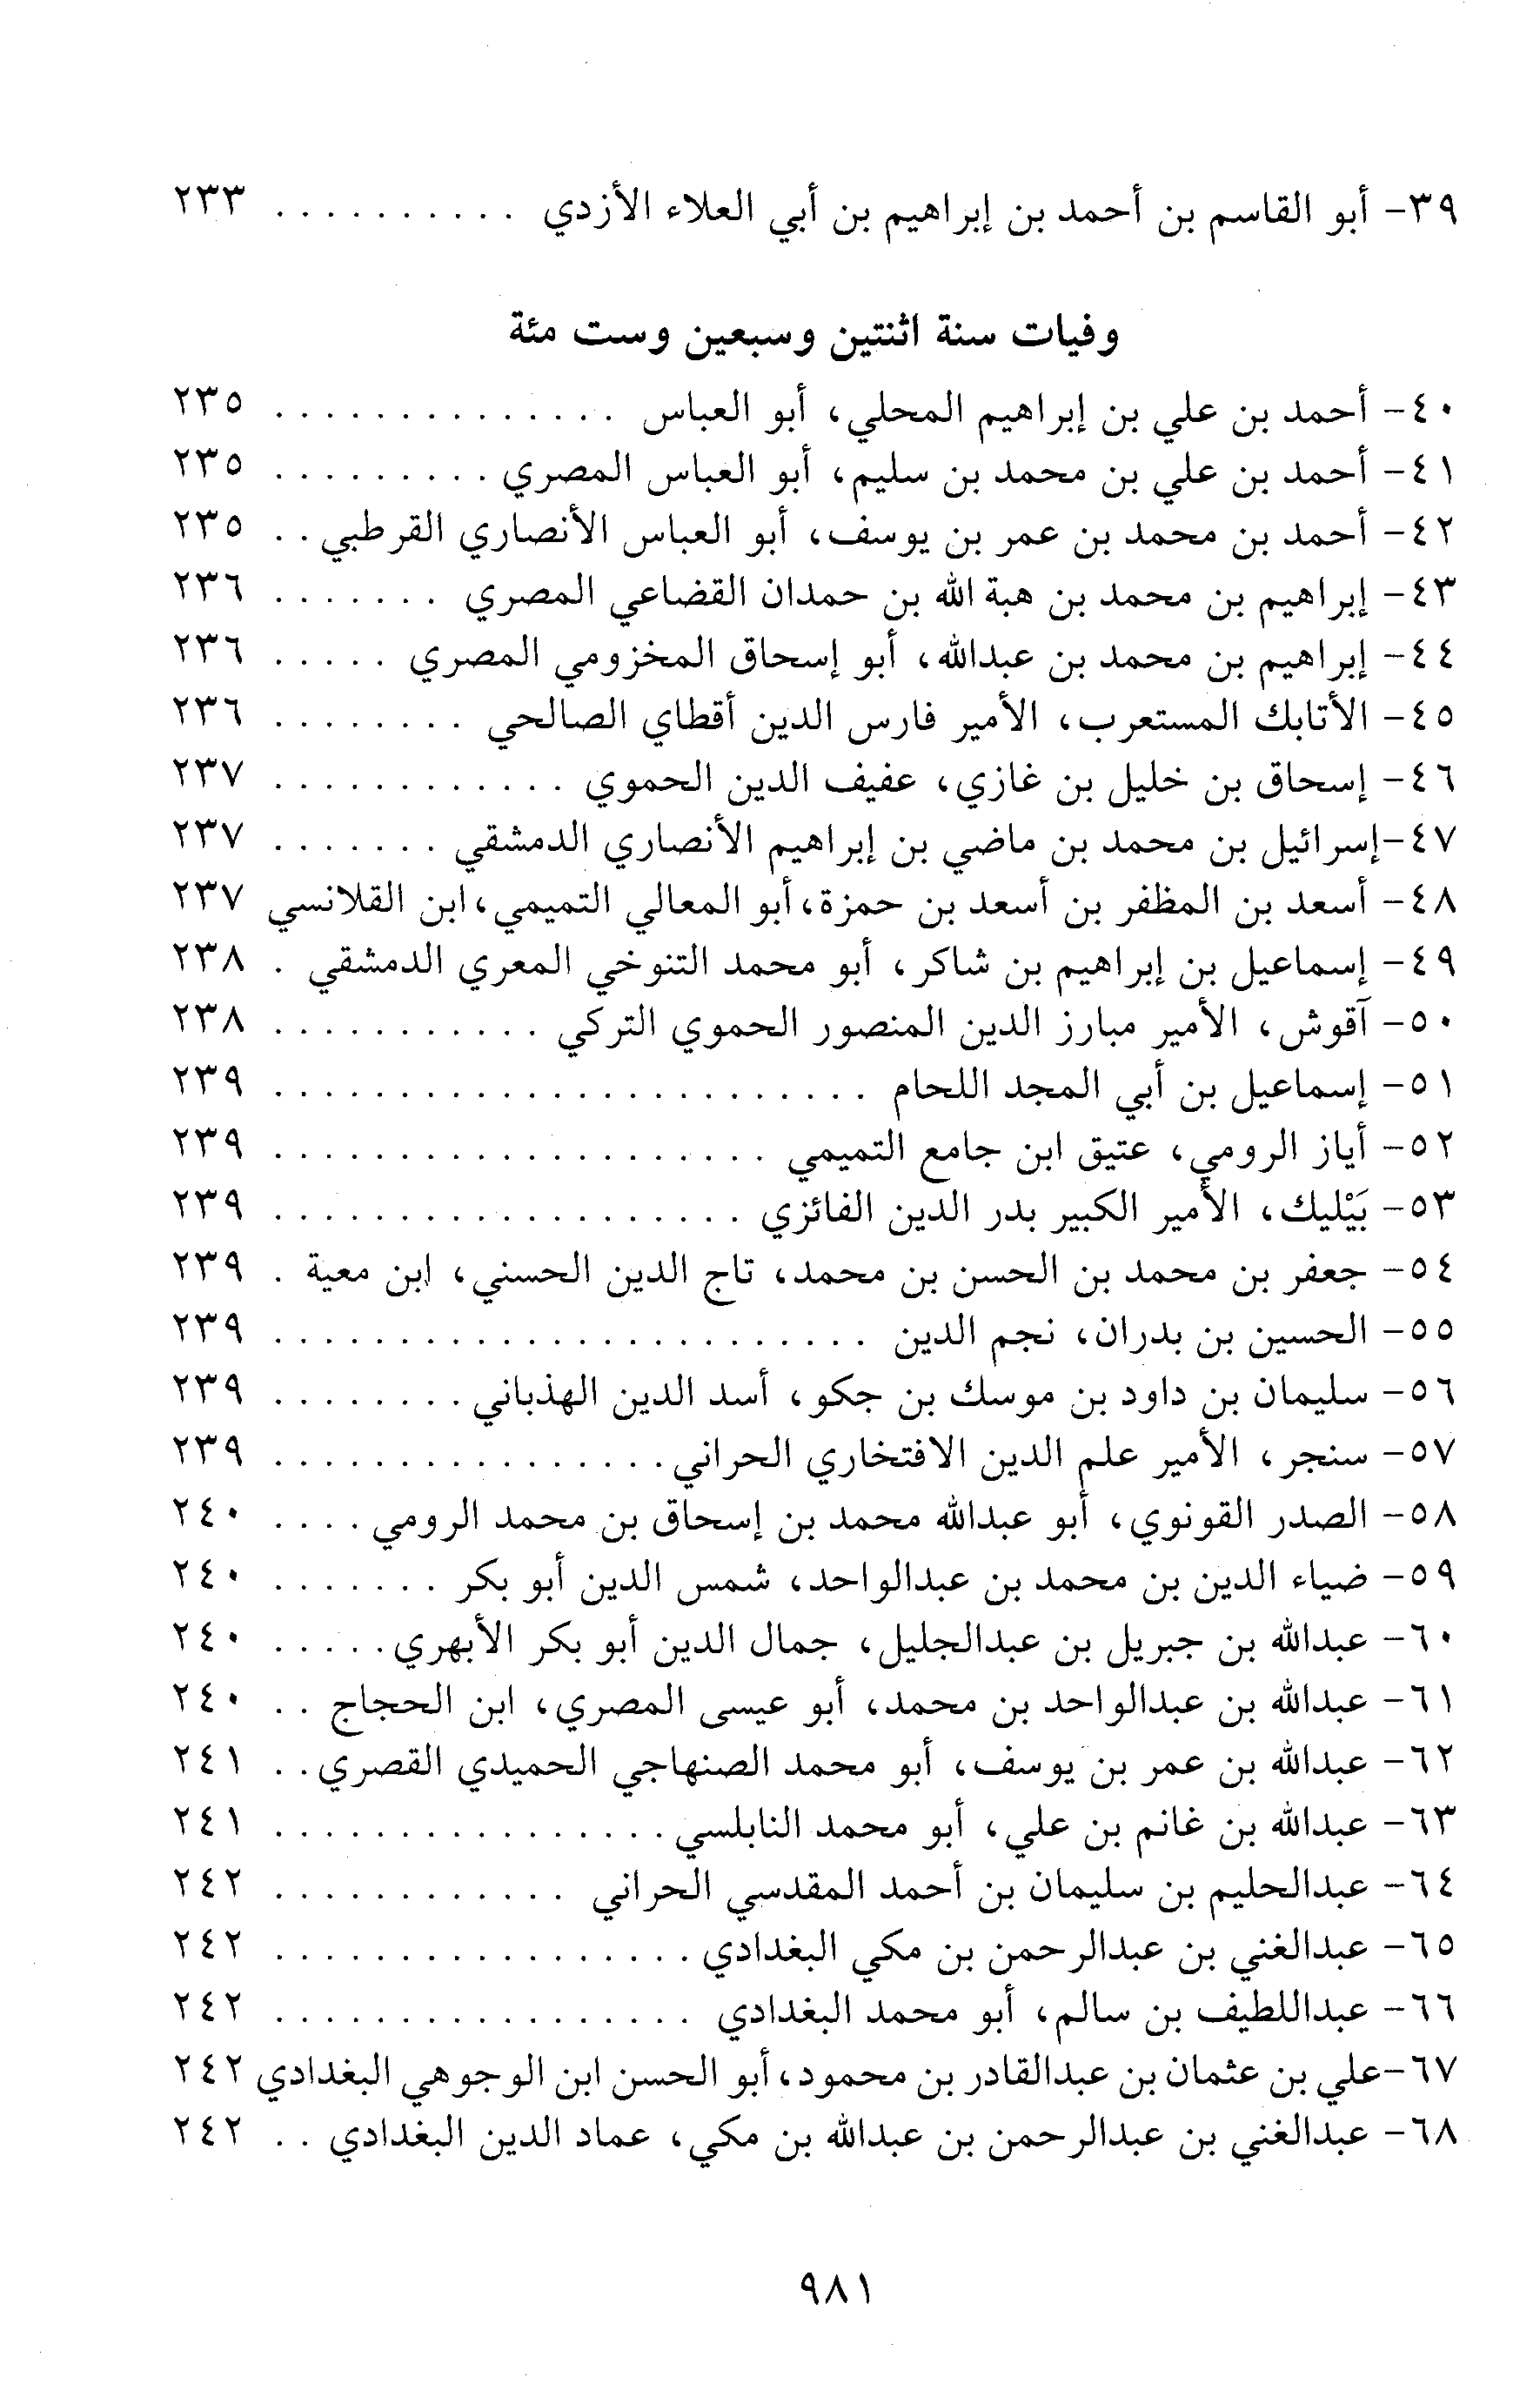 ٣٩- أبو القاسم بن أحمد بن إبراهيم بن أبي العلاء الأزدي . . . . . . . . . . ٢٣٣
وفيات سنة اثنتين وسبعين وست مئة
٤٠- أحمد بن علي بن إبراهيم المحلي، أبو العباس . . . . . . . . . . . . . . ٢٣٥
٤١- أحمد بن علي بن محمد بن سليم، أبو العباس المصري . . . . . . . . . ٢٣٥
٤٢- أحمد بن محمد بن عمر بن يوسف، أبو العباس الأنصاري القرطبي . . ٢٣٥
٤٣- إبراهيم بن محمد بن هبة الله بن حمدان القضاعي المصري . . . . . . . ٢٣٦
٤٤- إبراهيم بن محمد بن عبدالله، أبو إسحاق المخزومي المصري . . . . . ٢٣٦
٤٥- الأتابك المستعرب، الأمير فارس الدين أقطاي الصالحي . . . . . . . . ٢٣٦
٤٦- إسحاق بن خليل بن غازي، عفيف الدين الحموي . . . . . . . . . . . . ٢٣٧
٤٧-إسرائيل بن محمد بن ماضي بن إبراهيم الأنصاري الدمشقي . . . . . . . ٢٣٧
٤٨- أسعد بن المظفر بن أسعد بن حمزة،أبو المعالي التميمي،ابن القلانسي ٢٣٧
٤٩- إسماعيل بن إبراهيم بن شاكر، أبو محمد التنوخي المعري الدمشقي . ٢٣٨
٥٠- آقوش، الأمير مبارز الدين المنصور الحموي التركي . . . . . . . . . . . ٢٣٨
٥١- إسماعيل بن أبي المجد اللحام . . . . . . . . . . . . . . . . . . . . . . . . ٢٣٩
٥٢- أياز الرومي، عتيق ابن جامع التميمي . . . . . . . . . . . . . . . . . . . . ٢٣٩
٥٣- بَيْليك، الأمير الكبير بدر الدين الفائزي . . . . . . . . . . . . . . . . . . . ٢٣٩
٥٤- جعفر بن محمد بن الحسن بن محمد، تاج الدين الحسني، ابن معية . ٢٣٩
٥٥- الحسين بن بدران، نجم الدين . . . . . . . . . . . . . . . . . . . . . . . . ٢٣٩
٥٦- سليمان بن داود بن موسك بن جكو، أسد الدين الهذباني . . . . . . . . ٢٣٩
٥٧- سنجر، الأمير علم الدين الافتخاري الحراني . . . . . . . . . . . . . . . . ٢٣٩
٥٨- الصدر القونوي، أبو عبدالله محمد بن إسحاق بن محمد الرومي . . . . ٢٤٠
٥٩- ضياء الدين بن محمد بن عبدالواحد، شمس الدين أبو بكر . . . . . . . ٢٤٠
٦٠- عبدالله بن جبريل بن عبدالجليل، جمال الدين أبو بكر الأبهري . . . . . ٢٤٠
٦١- عبدالله بن عبدالواحد بن محمد، أبو عيسى المصري، ابن الحجاج . . ٢٤٠
٦٢- عبدالله بن عمر بن يوسف، أبو محمد الصنهاجي الحميدي القصري . . ٢٤١
٦٣- عبدالله بن غانم بن علي، أبو محمد النابلسي . . . . . . . . . . . . . . . . ٢٤١
٦٤- عبدالحليم بن سليمان بن أحمد المقدسي الحراني . . . . . . . . . . . . ٢٤٢
٦٥- عبدالغني بن عبدالرحمن بن مكي البغدادي . . . . . . . . . . . . . . . . . ٢٤٢
٦٦- عبداللطيف بن سالم، أبو محمد البغدادي . . . . . . . . . . . . . . . . . ٢٤٢
٦٧-علي بن عثمان بن عبدالقادر بن محمود،أبو الحسن ابن الوجوهي البغدادي ٢٤٢
٦٨- عبدالغني بن عبدالرحمن بن عبدالله بن مكي، عماد الدين البغدادي . . ٢٤٢
٩٨١